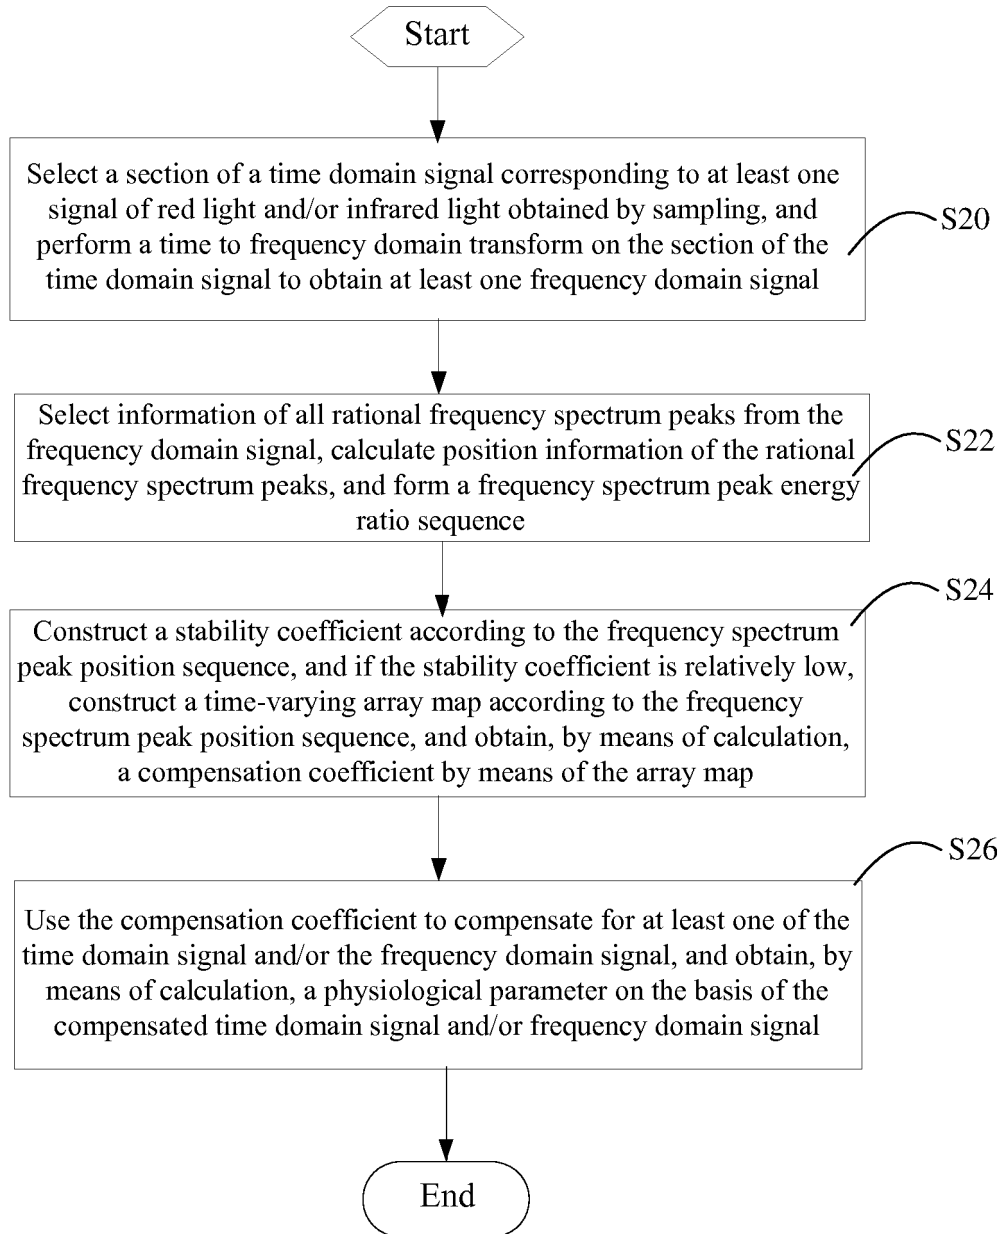 Start
Select a section of a time domain signal corresponding to at least one
signal of red light and/or infrared light obtained by sampling, and
perform a time to frequency domain transform on the section of the
time domain signal to obtain at least one frequency domain signal
S20
Select information of all rational frequency spectrum peaks from the
frequency domain signal, calculate position information of the rational
frequency spectrum peaks, and form a frequency spectrum peak energy
ratio sequence
S22
Construct a stability coefficient according to the frequency spectrum
peak position sequence, and if the stability coefficient is relatively low,
construct a time-varying array map according to the frequency
spectrum peak position sequence, and obtain, by means of calculation,
a compensation coefficient by means of the array map
S24
Use the compensation coefficient to compensate for at least one of the
time domain signal and/or the frequency domain signal, and obtain, by
means of calculation, a physiological parameter on the basis of the
compensated time domain signal and/or frequency domain signal
S26
End